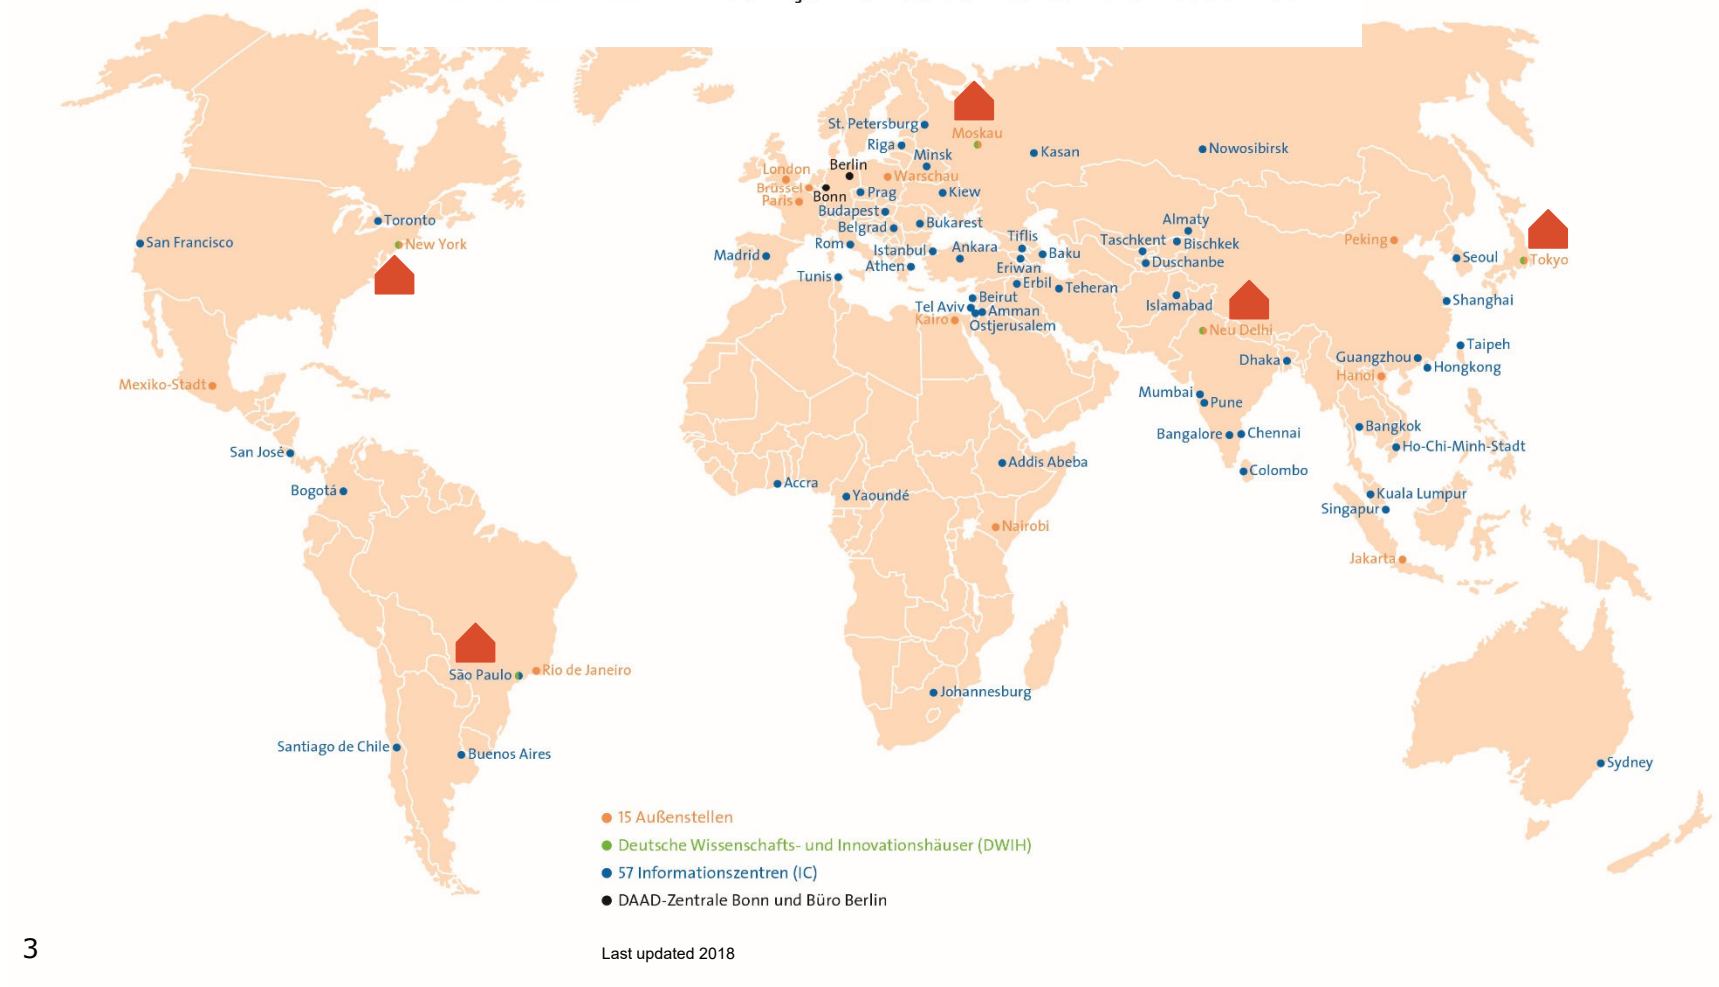 St. Petersburg
Moskau
Riga
Minsk
Kasan
Nowosibirsk
London
Berlin
Warschau
Brüssel
Bonn
Prag
Kiew
Paris
Budapest
Toronto
Bukarest
Almaty
Belgrad
San Francisco
New York
Rom
Istanbul
Ankara
Tiflis
Taschkent
Bischkek
Peking
Madrid
Baku
Seoul
Tokyo
Athen
Eriwan
Duschanbe
Tunis
Erbil
Teheran
Beirut
Islamabad
Shanghai
Tel Aviv
Amman
Kairo
Ostjerusalem
Neu Delhi
Taipeh
Dhaka
Guangzhou
Hongkong
Hanoi
Mexiko-Stadt
Mumbai
Pune
Bangkok
Bangalore
Chennai
Ho-Chi-Minh-Stadt
San José
Addis Abeba
Colombo
Accra
Bogotá
Yaoundé
Kuala Lumpur
Singapur
Nairobi
Jakarta
São Paulo
Rio de Janeiro
Johannesburg
Santiago de Chile
Buenos Aires
Sydney
15 Außenstellen
Deutsche Wissenschafts- und Innovationshäuser (DWIH)
57 Informationszentren (IC)
DAAD-Zentrale Bonn und Büro Berlin
3
Last updated 2018